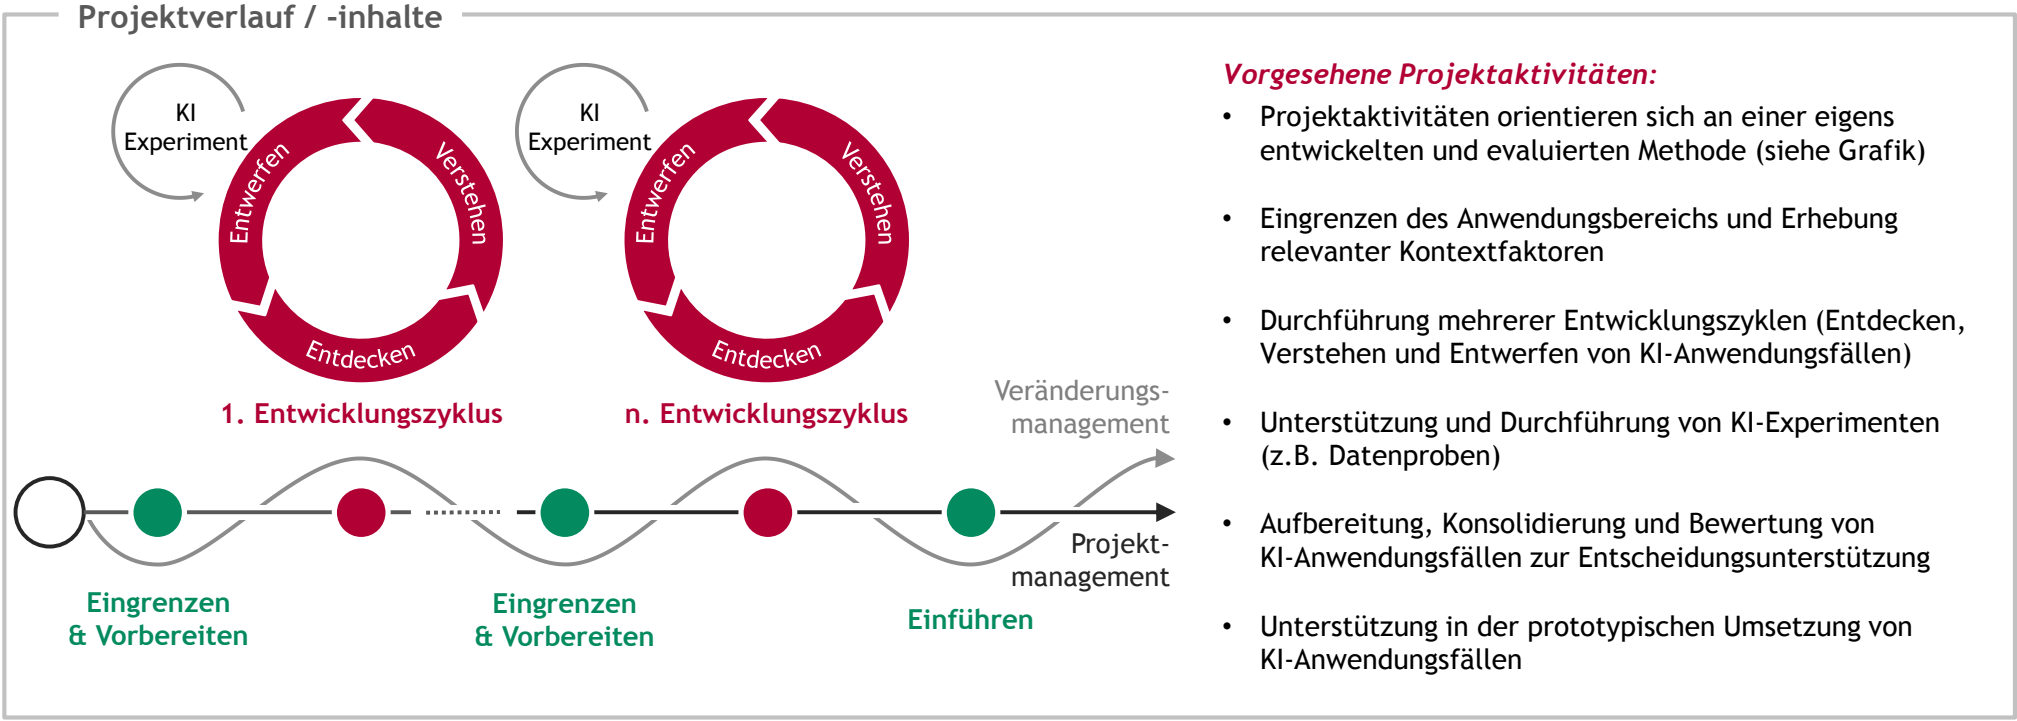 Projektverlauf / -inhalte
KI
Experiment
Entwerfen
Verstehen
Entdecken
1. Entwicklungszyklus
KI
Experiment
Entwerfen
Verstehen
Entdecken
n. Entwicklungszyklus
Veränderungs-
management
Projekt-
management
Eingrenzen
& Vorbereiten
Eingrenzen
& Vorbereiten
Einführen
Vorgesehene Projektaktivitäten:
• Projektaktivitäten orientieren sich an einer eigens
entwickelten und evaluierten Methode (siehe Grafik)
• Eingrenzen des Anwendungsbereichs und Erhebung
relevanter Kontextfaktoren
• Durchführung mehrerer Entwicklungszyklen (Entdecken,
Verstehen und Entwerfen von KI-Anwendungsfällen)
• Unterstützung und Durchführung von KI-Experimenten
(z.B. Datenproben)
• Aufbereitung, Konsolidierung und Bewertung von
KI-Anwendungsfällen zur Entscheidungsunterstützung
• Unterstützung in der prototypischen Umsetzung von
KI-Anwendungsfällen